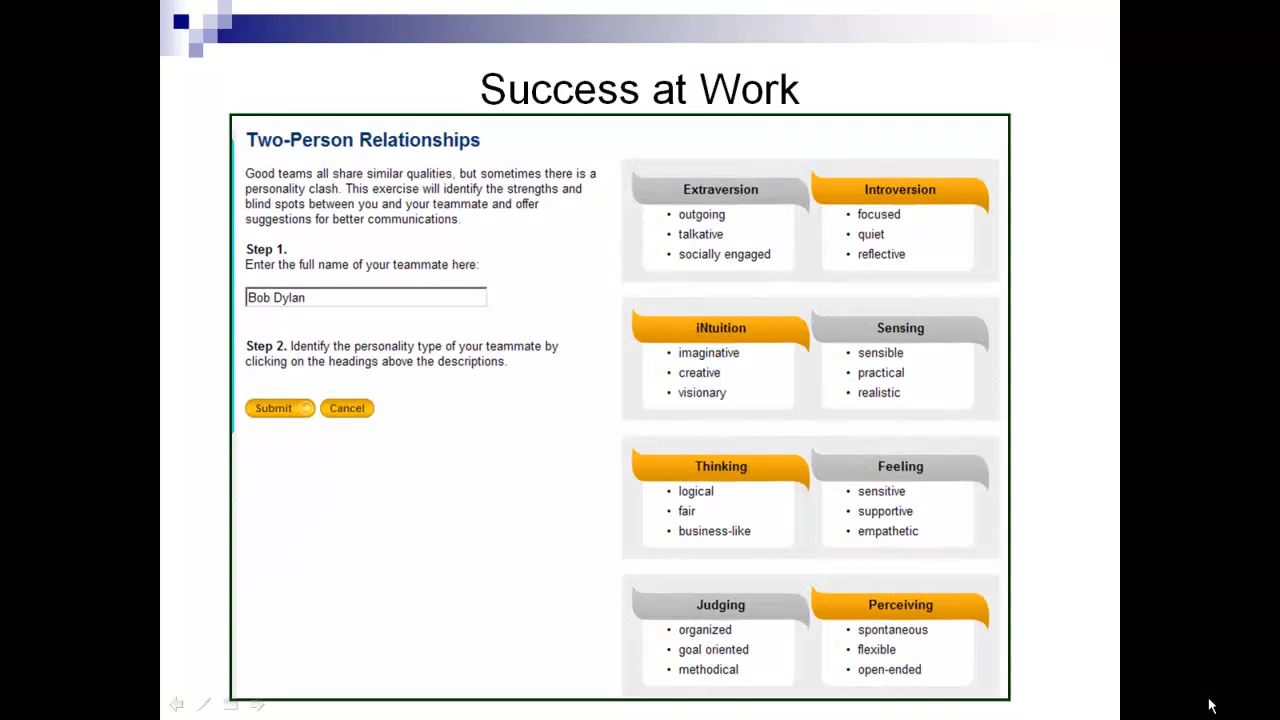 Success at Work
Two-Person Relationships
Good teams all share similar qualities, but sometimes there is a
personality clash. This exercise will identify the strengths and
blind spots between you and your teammate and offer
suggestions for better communications.
Step 1.
Enter the full name of your teammate here:
Bob Dylan
Step 2. Identify the personality type of your teammate by
clicking on the headings above the descriptions.
Submit
Cancel
Extraversion
• outgoing
• talkative
• socially engaged
Introversion
• focused
• quiet
• reflective
iNtuition
• imaginative
• creative
• visionary
Sensing
• sensible
• practical
• realistic
Thinking
• logical
• fair
• business-like
Feeling
• sensitive
• supportive
• empathetic
Judging
• organized
• goal oriented
• methodical
Perceiving
• spontaneous
• flexible
• open-ended